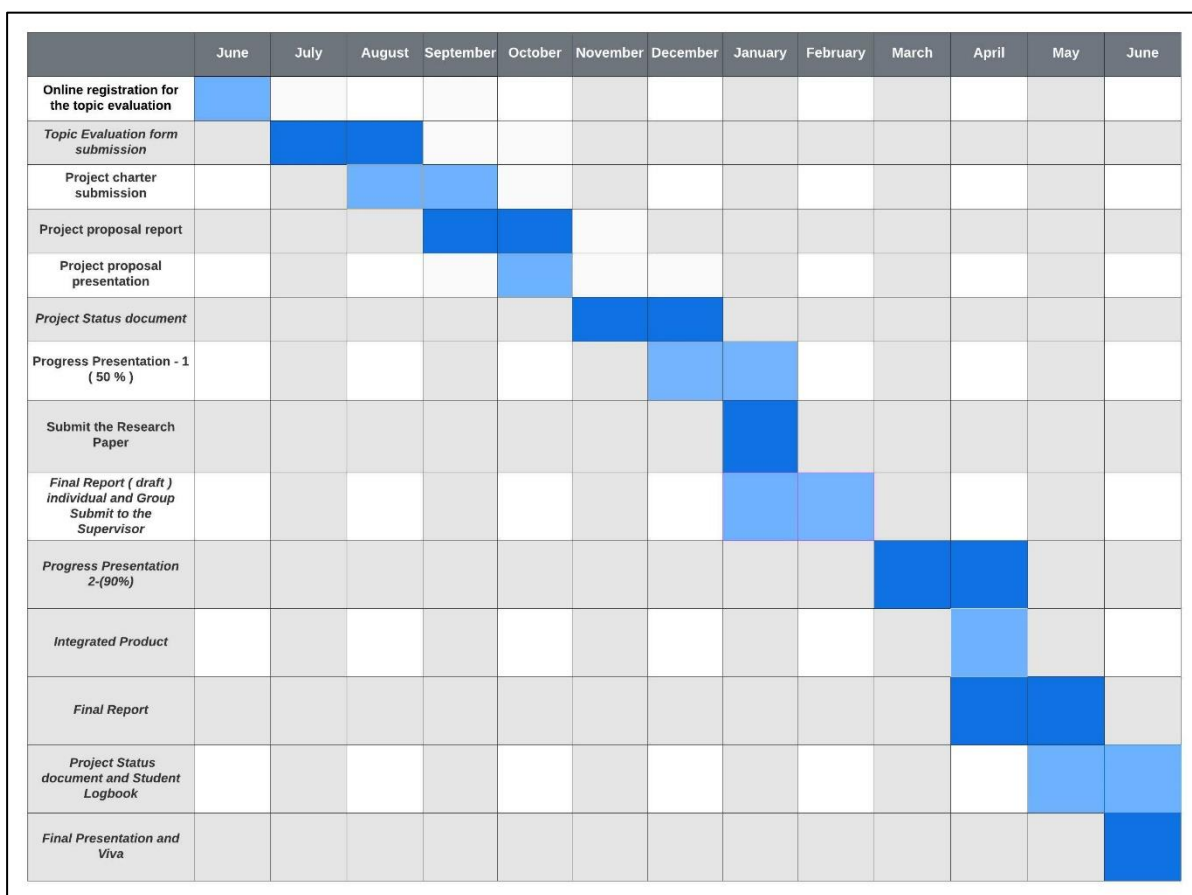 June July August September October November December January February March April May June
Online registration for
the topic evaluation
Topic Evaluation form
submission
Project charter
submission
Project proposal report
Project proposal
presentation
Project Status document
Progress Presentation - 1
( 50 % )
Submit the Research
Paper
Final Report ( draft )
individual and Group
Submit to the
Supervisor
Progress Presentation
2-(90%)
Integrated Product
Final Report
Project Status
document and Student
Logbook
Final Presentation and
Viva